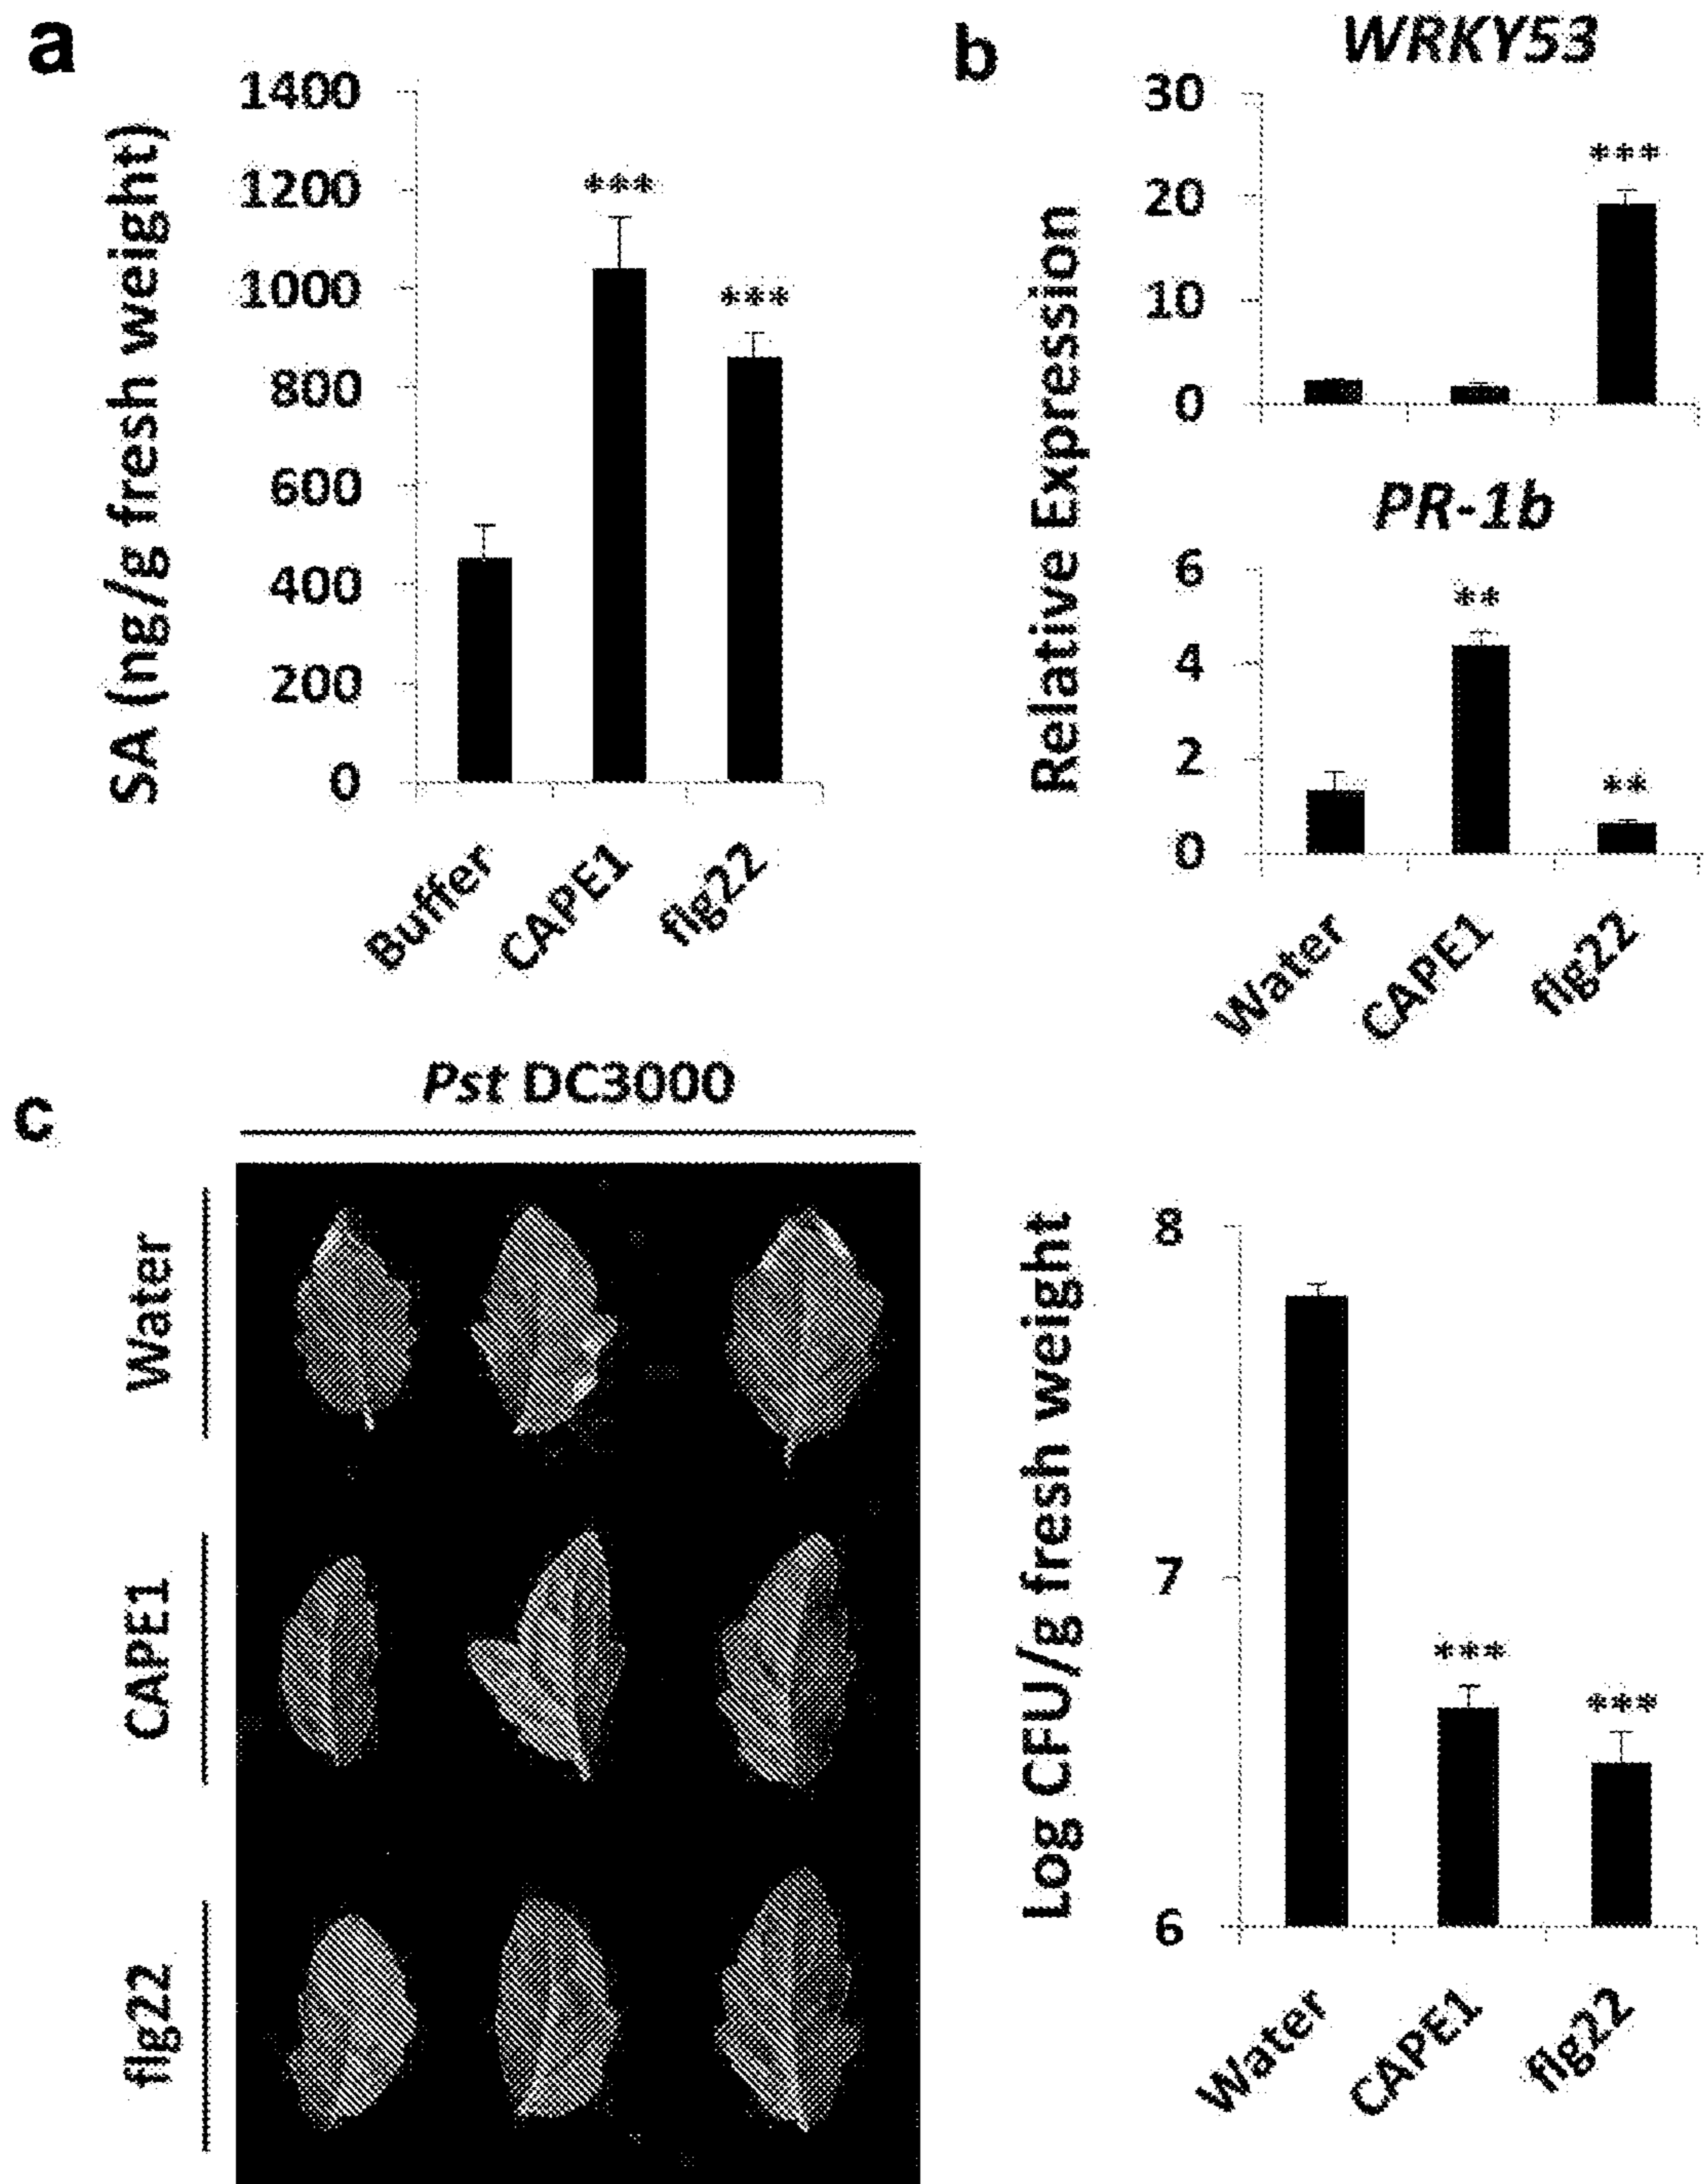 a
SA (ng/g fresh weight)
1400
1200
1000
800
600
400
200
0
***
***
Buffer
CAPE1
flg22
b
WRKY53
Relative Expression
30
20
10
0
***
PR-1b
6
4
2
0
**
**
Water
CAPE1
flg22
c
Pst DC3000
Water
CAPE1
flg22
Log CFU/g fresh weight
8
7
6
***
***
Water
CAPE1
flg22